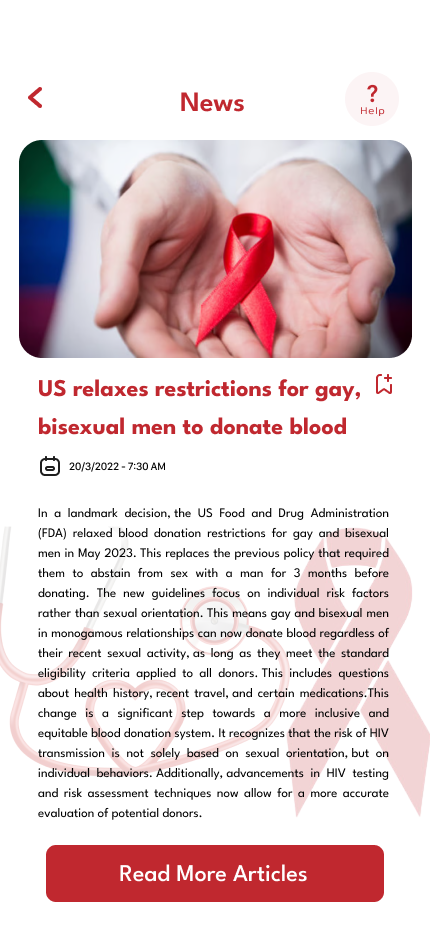 News
?
Help
US relaxes restrictions for gay,
bisexual men to donate blood
20/3/2022 - 7:30 AM
In a landmark decision, the US Food and Drug Administration
(FDA) relaxed blood donation restrictions for gay and bisexual
men in May 2023. This replaces the previous policy that required
them to abstain from sex with a man for 3 months before
donating. The new guidelines focus on individual risk factors
rather than sexual orientation. This means gay and bisexual men
in monogamous relationships can now donate blood regardless of
their recent sexual activity, as long as they meet the standard
eligibility criteria applied to all donors. This includes questions
about health history, recent travel, and certain medications.This
change is a significant step towards a more inclusive and
equitable blood donation system. It recognizes that the risk of HIV
transmission is not solely based on sexual orientation, but on
individual behaviors. Additionally, advancements in HIV testing
and risk assessment techniques now allow for a more accurate
evaluation of potential donors.
Read More Articles